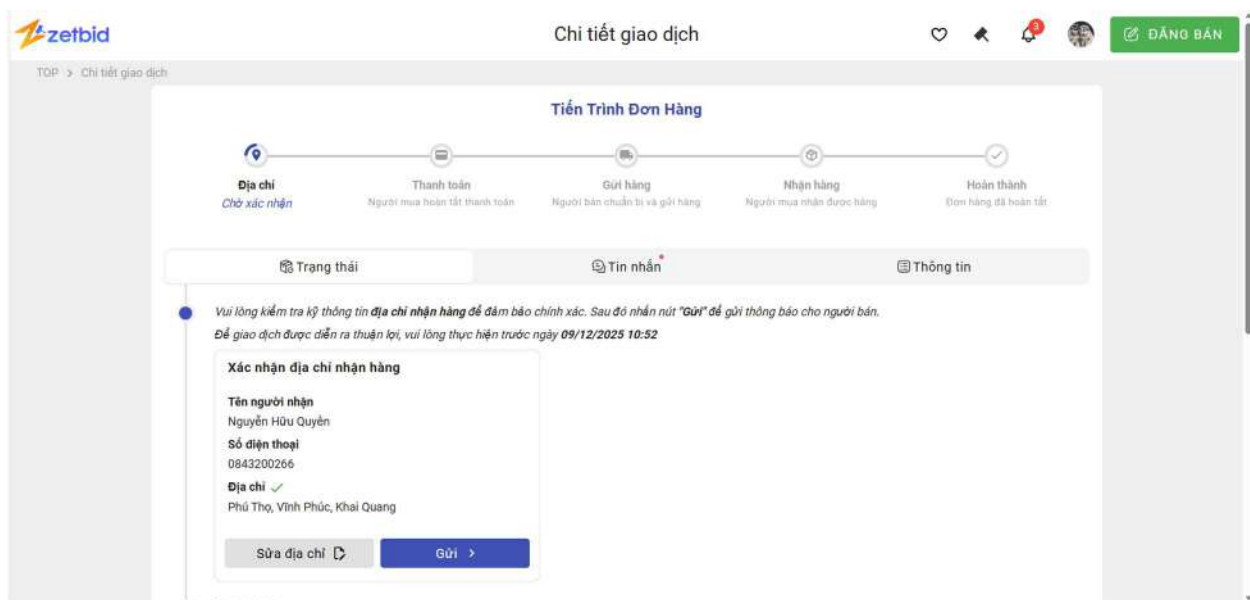 zetbid
Chi tiết giao dịch
3
ĐĂNG BÁN
TOP > Chi tiết giao dịch
Tiến Trình Đơn Hàng
Địa chỉ
Thanh toán
Gửi hàng
Nhận hàng
Hoàn thành
Chờ xác nhận
Người mua hoàn tất thanh toán
Người bán chuẩn bị và gửi hàng
Người mua nhận được hàng
Đơn hàng đã hoàn tất
Trạng thái
Tin nhắn
Thông tin
Vui lòng kiểm tra kỹ thông tin địa chỉ nhận hàng để đảm bảo chính xác. Sau đó nhấn nút "Gửi" để gửi thông báo cho người bán.
Để giao dịch được diễn ra thuận lợi, vui lòng thực hiện trước ngày 09/12/2025 10:52
Xác nhận địa chỉ nhận hàng
Tên người nhận
Nguyễn Hữu Quyền
Số điện thoại
0843200266
Địa chỉ
Phú Thọ, Vĩnh Phúc, Khai Quang
Sửa địa chỉ
Gửi >